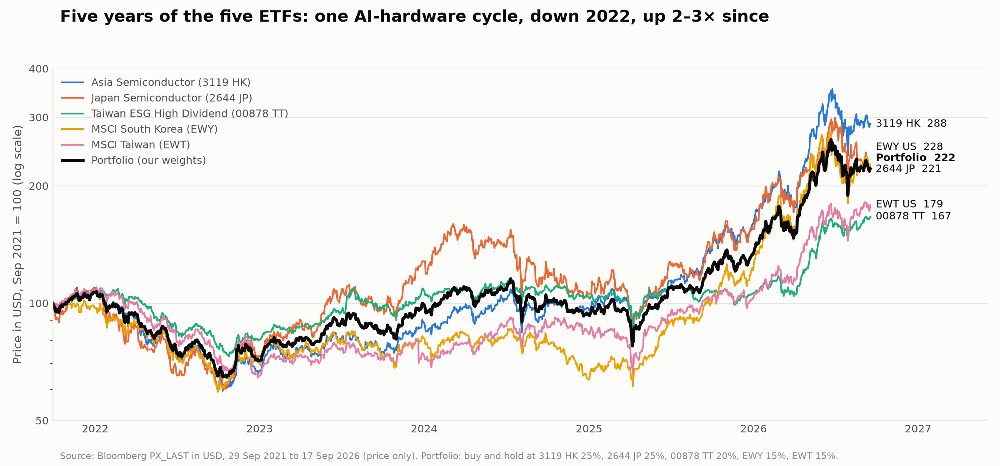 Five years of the five ETFs: one AI-hardware cycle, down 2022, up 2–3× since
Price in USD, Sep 2021 = 100 (log scale)
400
300
200
100
50
Asia Semiconductor (3119 HK)
Japan Semiconductor (2644 JP)
Taiwan ESG High Dividend (00878 TT)
MSCI South Korea (EWY)
MSCI Taiwan (EWT)
Portfolio (our weights)
3119 HK 288
EWY US 228
Portfolio 222
2644 JP 221
EWT US 179
00878 TT 167
2022
2023
2024
2025
2026
2027
Source: Bloomberg PX_LAST in USD, 29 Sep 2021 to 17 Sep 2026 (price only). Portfolio: buy and hold at 3119 HK 25%, 2644 JP 25%, 00878 TT 20%, EWY 15%, EWT 15%.